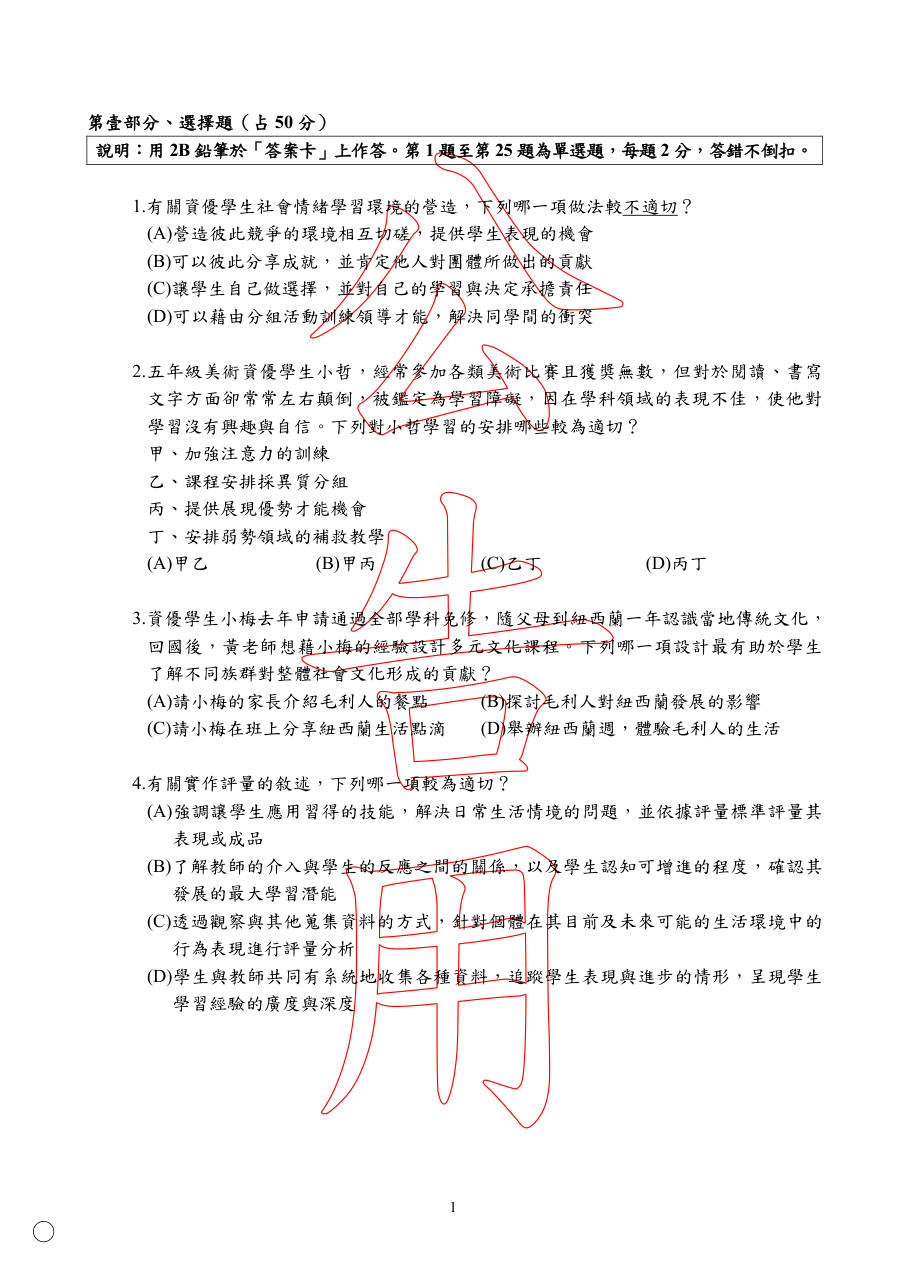 第壹部分、選擇題（占 50 分）
說明：用 2B 鉛筆於「答案卡」上作答。第 1 題至第 25 題為單選題，每題 2 分，答錯不倒扣。
1.有關資優學生社會情緒學習環境的營造，下列哪一項做法較不適切？
(A)營造彼此競爭的環境相互切磋，提供學生表現的機會
(B)可以彼此分享成就，並肯定他人對團體所做出的貢獻
(C)讓學生自己做選擇，並對自己的學習與決定承擔責任
(D)可以藉由分組活動訓練領導才能，解決同學間的衝突
2.五年級美術資優學生小哲，經常參加各類美術比賽且獲獎無數，但對於閱讀、書寫
文字方面卻常常左右顛倒，被鑑定為學習障礙，因在學科領域的表現不佳，使他對
學習沒有興趣與自信。下列對小哲學習的安排哪些較為適切？
甲、加強注意力的訓練
乙、課程安排採異質分組
丙、提供展現優勢才能機會
丁、安排弱勢領域的補救教學
(A)甲乙 (B)甲丙 (C)乙丁 (D)丙丁
3.資優學生小梅去年申請通過全部學科免修，隨父母到紐西蘭一年認識當地傳統文化，
回國後，黃老師想藉小梅的經驗設計多元文化課程。下列哪一項設計最有助於學生
了解不同族群對整體社會文化形成的貢獻？
(A)請小梅的家長介紹毛利人的餐點 (B)探討毛利人對紐西蘭發展的影響
(C)請小梅在班上分享紐西蘭生活點滴 (D)舉辦紐西蘭週，體驗毛利人的生活
4.有關實作評量的敘述，下列哪一項較為適切？
(A)強調讓學生應用習得的技能，解決日常生活情境的問題，並依據評量標準評量其
表現或成品
(B)了解教師的介入與學生的反應之間的關係，以及學生認知可增進的程度，確認其
發展的最大學習潛能
(C)透過觀察與其他蒐集資料的方式，針對個體在其目前及未來可能的生活環境中的
行為表現進行評量分析
(D)學生與教師共同有系統地收集各種資料，追蹤學生表現與進步的情形，呈現學生
學習經驗的廣度與深度
公告用
1